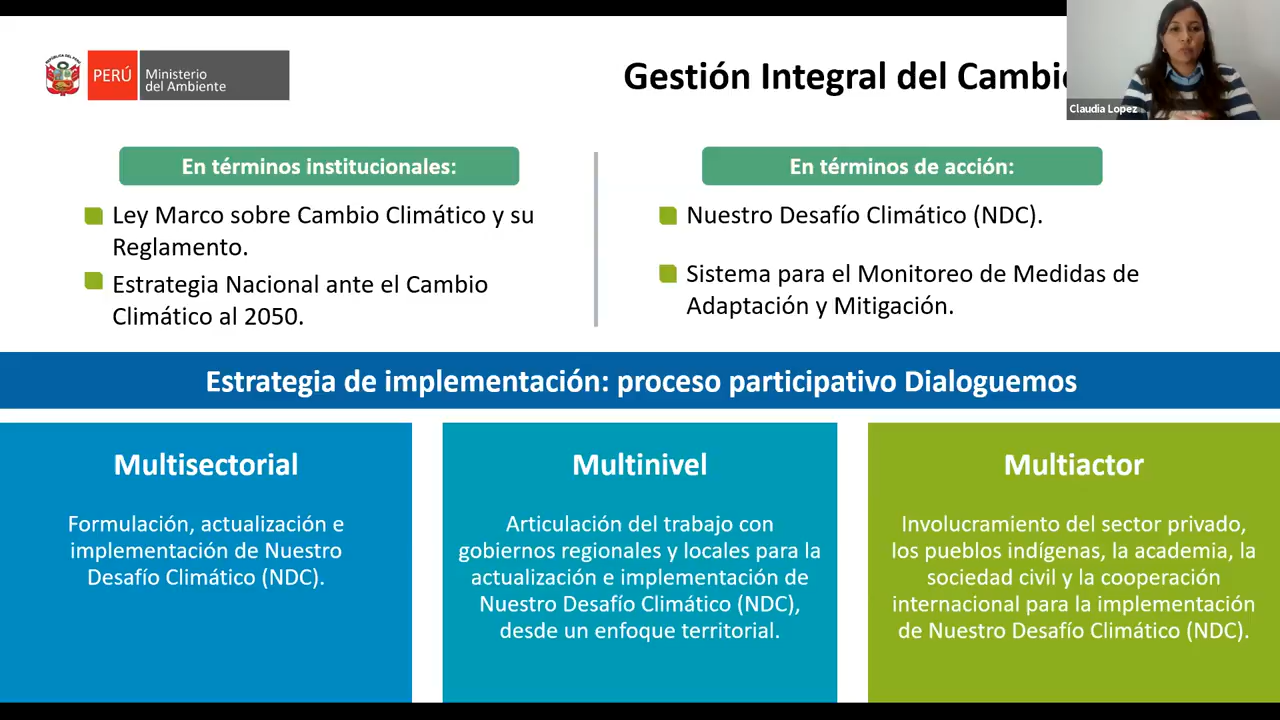 PERÚ
Ministerio
del Ambiente
Gestión Integral del Cambi
Claudia Lopez
En términos institucionales:
Ley Marco sobre Cambio Climático y su
Reglamento.
Estrategia Nacional ante el Cambio
Climático al 2050.
En términos de acción:
Nuestro Desafío Climático (NDC).
Sistema para el Monitoreo de Medidas de
Adaptación y Mitigación.
Estrategia de implementación: proceso participativo Dialoguemos
Multisectorial
Formulación, actualización e
implementación de Nuestro
Desafío Climático (NDC).
Multinivel
Articulación del trabajo con
gobiernos regionales y locales para la
actualización e implementación de
Nuestro Desafío Climático (NDC),
desde un enfoque territorial.
Multiactor
Involucramiento del sector privado,
los pueblos indígenas, la academia, la
sociedad civil y la cooperación
internacional para la implementación
de Nuestro Desafío Climático (NDC).